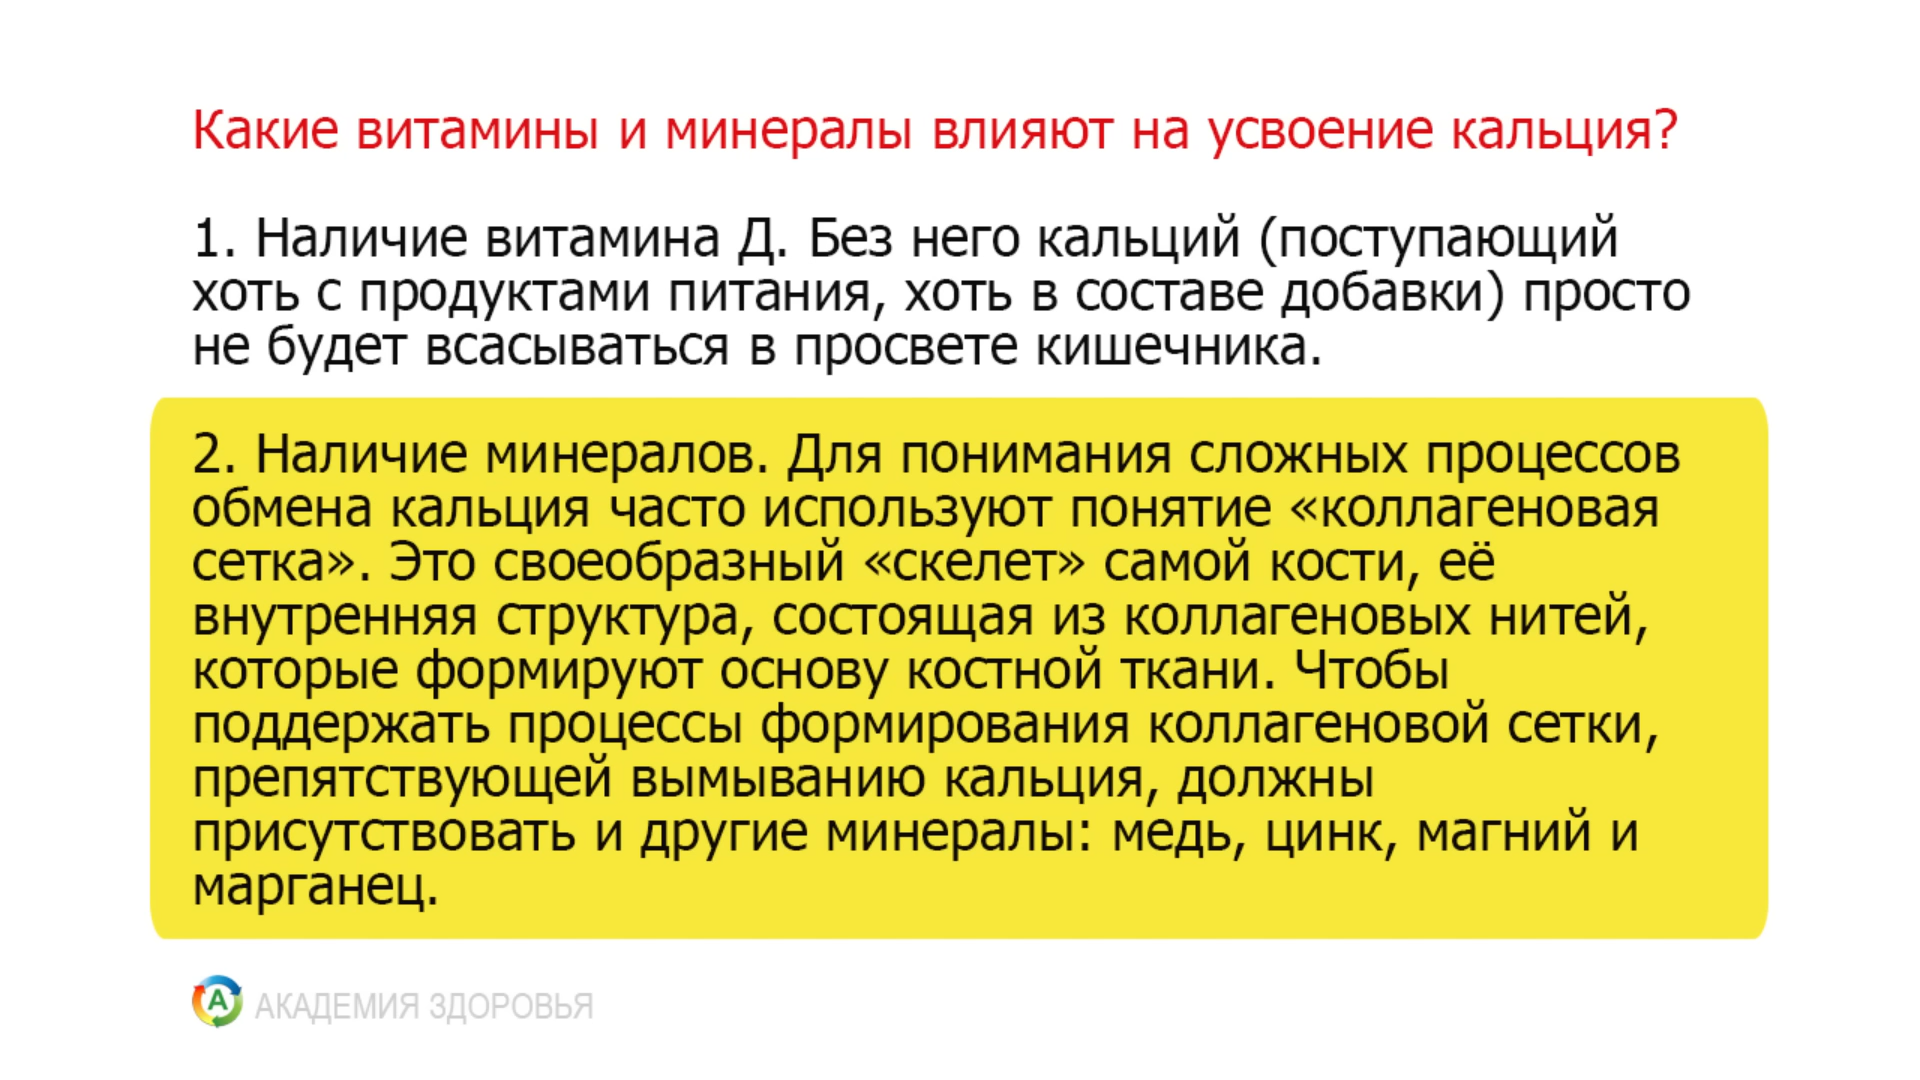 Какие витамины и минералы влияют на усвоение кальция?
1. Наличие витамина Д. Без него кальций (поступающий
хоть с продуктами питания, хоть в составе добавки) просто
не будет всасываться в просвете кишечника.
2. Наличие минералов. Для понимания сложных процессов
обмена кальция часто используют понятие «коллагеновая
сетка». Это своеобразный «скелет» самой кости, её
внутренняя структура, состоящая из коллагеновых нитей,
которые формируют основу костной ткани. Чтобы
поддержать процессы формирования коллагеновой сетки,
препятствующей вымыванию кальция, должны
присутствовать и другие минералы: медь, цинк, магний и
марганец.
А АКАДЕМИЯ ЗДОРОВЬЯ